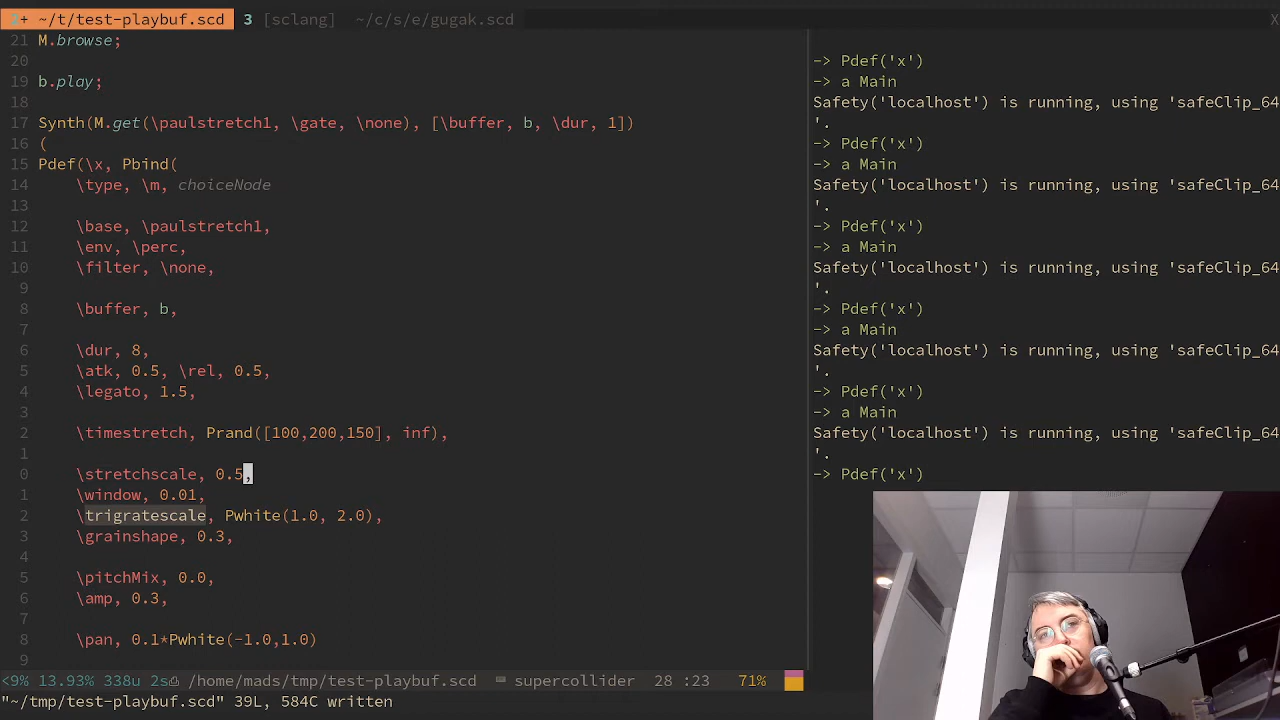 2+ ~/t/test-playbuf.scd 3 [sclang] ~/c/s/e/gugak.scd X
21 M.browse;
20
19 b.play;
18
17 Synth(M.get(\paulstretch1, \gate, \none), [\buffer, b, \dur, 1])
16 (
15 Pdef(\x, Pbind(
14 \type, \m, choiceNode
13
12 \base, \paulstretch1,
11 \env, \perc,
10 \filter, \none,
9
8 \buffer, b,
7
6 \dur, 8,
5 \atk, 0.5, \rel, 0.5,
4 \legato, 1.5,
3
2 \timestretch, Prand([100,200,150], inf),
1
0 \stretchscale, 0.5,
1 \window, 0.01,
2 \trigratescale, Pwhite(1.0, 2.0),
3 \grainshape, 0.3,
4
5 \pitchMix, 0.0,
6 \amp, 0.3,
7
8 \pan, 0.1*Pwhite(-1.0,1.0)
9
-> Pdef('x')
-> a Main
Safety('localhost') is running, using 'safeClip_64
'.
-> Pdef('x')
-> a Main
Safety('localhost') is running, using 'safeClip_64
'.
-> Pdef('x')
-> a Main
Safety('localhost') is running, using 'safeClip_64
'.
-> Pdef('x')
-> a Main
Safety('localhost') is running, using 'safeClip_64
'.
-> Pdef('x')
-> a Main
Safety('localhost') is running, using 'safeClip_64
'.
-> Pdef('x')
<9% 13.93% 338u 2s /home/mads/tmp/test-playbuf.scd supercollider 28 :23 71%
"~/tmp/test-playbuf.scd" 39L, 584C written